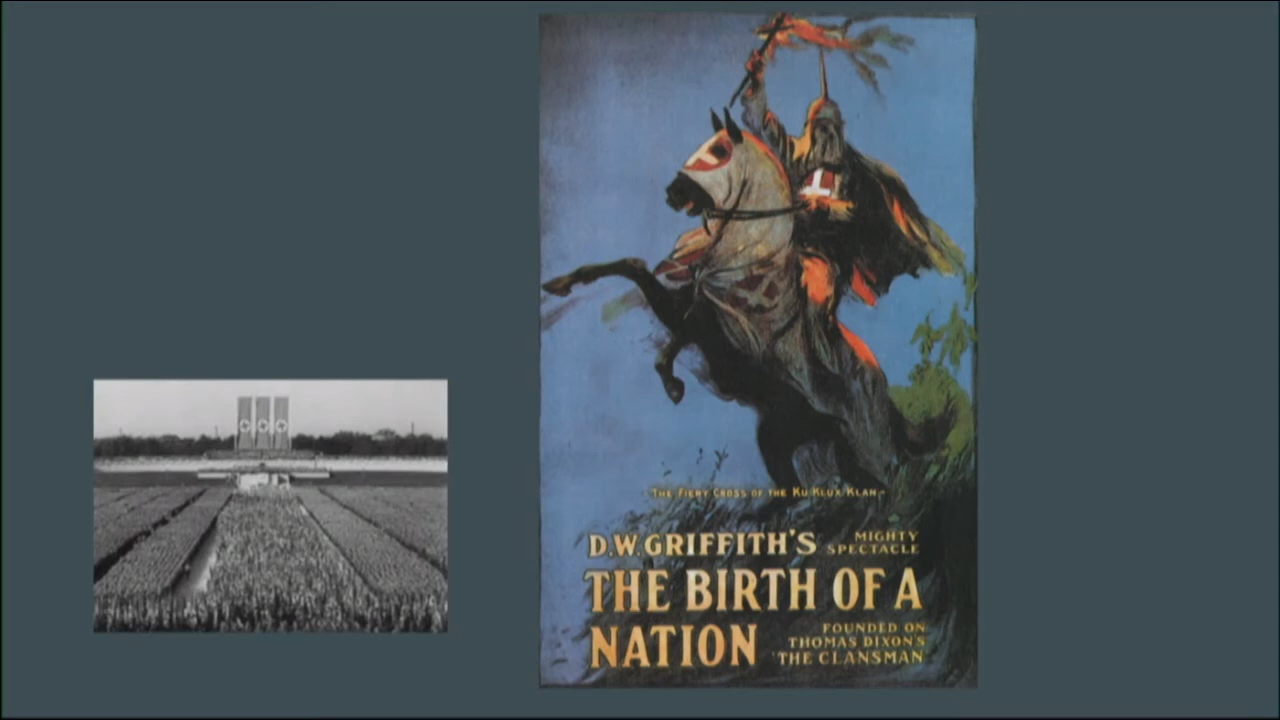 "THE FIERY CROSS OF THE KU KLUX KLAN"
D.W. GRIFFITH'S MIGHTY SPECTACLE
THE BIRTH OF A
NATION
FOUNDED ON
THOMAS DIXON'S
"THE CLANSMAN"